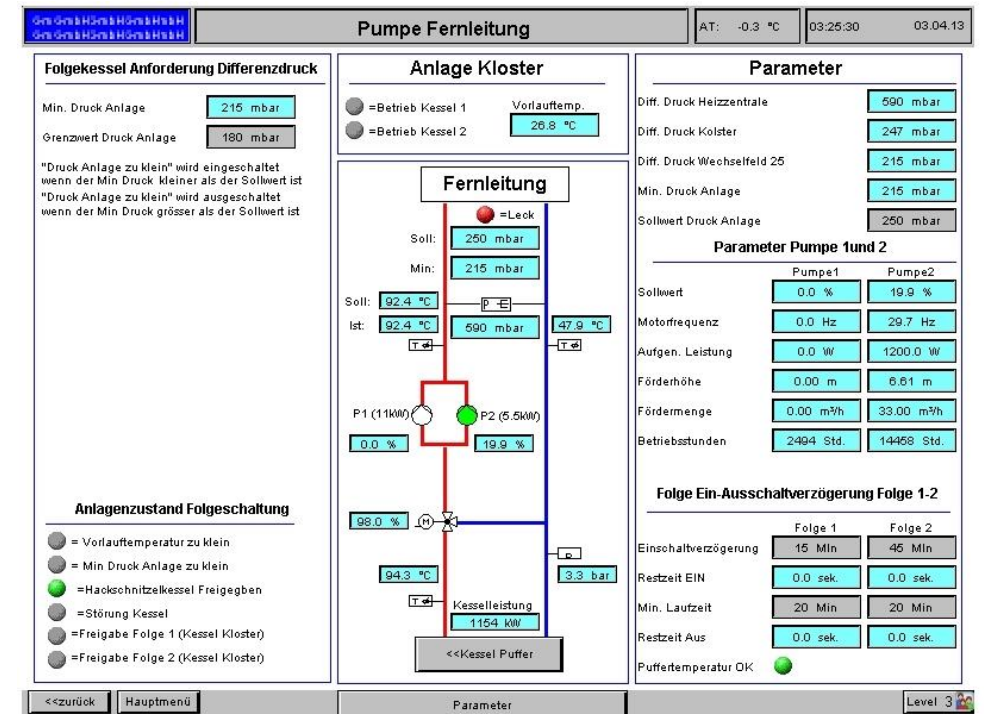 GmbHGmbHGmbHGmbH
GmbHGmbHGmbHGmbH
Pumpe Fernleitung
AT: -0.3 °C
03:25:30 03.04.13
Folgekessel Anforderung Differenzdruck
Min. Druck Anlage 215 mbar
Grenzwert Druck Anlage 180 mbar
"Druck Anlage zu klein" wird eingeschaltet
wenn der Min Druck kleiner als der Sollwert ist
"Druck Anlage zu klein" wird ausgeschaltet
wenn der Min Druck grösser als der Sollwert ist
Anlagenzustand Folgeschaltung
= Vorlauftemperatur zu klein
= Min Druck Anlage zu klein
=Hackschnitzelkessel Freigegben
= Störung Kessel
=Freigabe Folge 1 (Kessel Kloster)
=Freigabe Folge 2 (Kessel Kloster)
Anlage Kloster
=Betrieb Kessel 1
=Betrieb Kessel 2
Vorlauftemp.
26.8 °C
Fernleitung
=Leck
Soll: 250 mbar
Min: 215 mbar
Soll: 92.4 °C
P
Ist: 92.4 °C 590 mbar 47.9 °C
T T
P1 (11kW) P2 (5.5kW)
0.0 % 19.9 %
98.0 % M
P
94.3 °C 3.3 bar
T
Kesselleistung
1154 kW
<<Kessel Puffer
Parameter
Diff. Druck Heizzentrale 590 mbar
Diff. Druck Kolster 247 mbar
Diff. Druck Wechselfeld 25 215 mbar
Min. Druck Anlage 215 mbar
Sollwert Druck Anlage 250 mbar
Parameter Pumpe 1und 2
Pumpe1 Pumpe2
Sollwert 0.0 % 19.9 %
Motorfrequenz 0.0 Hz 29.7 Hz
Aufgen. Leistung 0.0 W 1200.0 W
Förderhöhe 0.00 m 6.61 m
Fördermenge 0.00 m³/h 33.00 m³/h
Betriebsstunden 2494 Std. 14458 Std.
Folge Ein-Ausschaltverzögerung Folge 1-2
Folge 1 Folge 2
Einschaltverzögerung 15 MIn 45 MIn
Restzeit EIN 0.0 sek. 0.0 sek.
Min. Laufzeit 20 Min 20 Min
Restzeit Aus 0.0 sek. 0.0 sek.
Puffertemperatur OK
<<zurück Hauptmenü Parameter Level 3